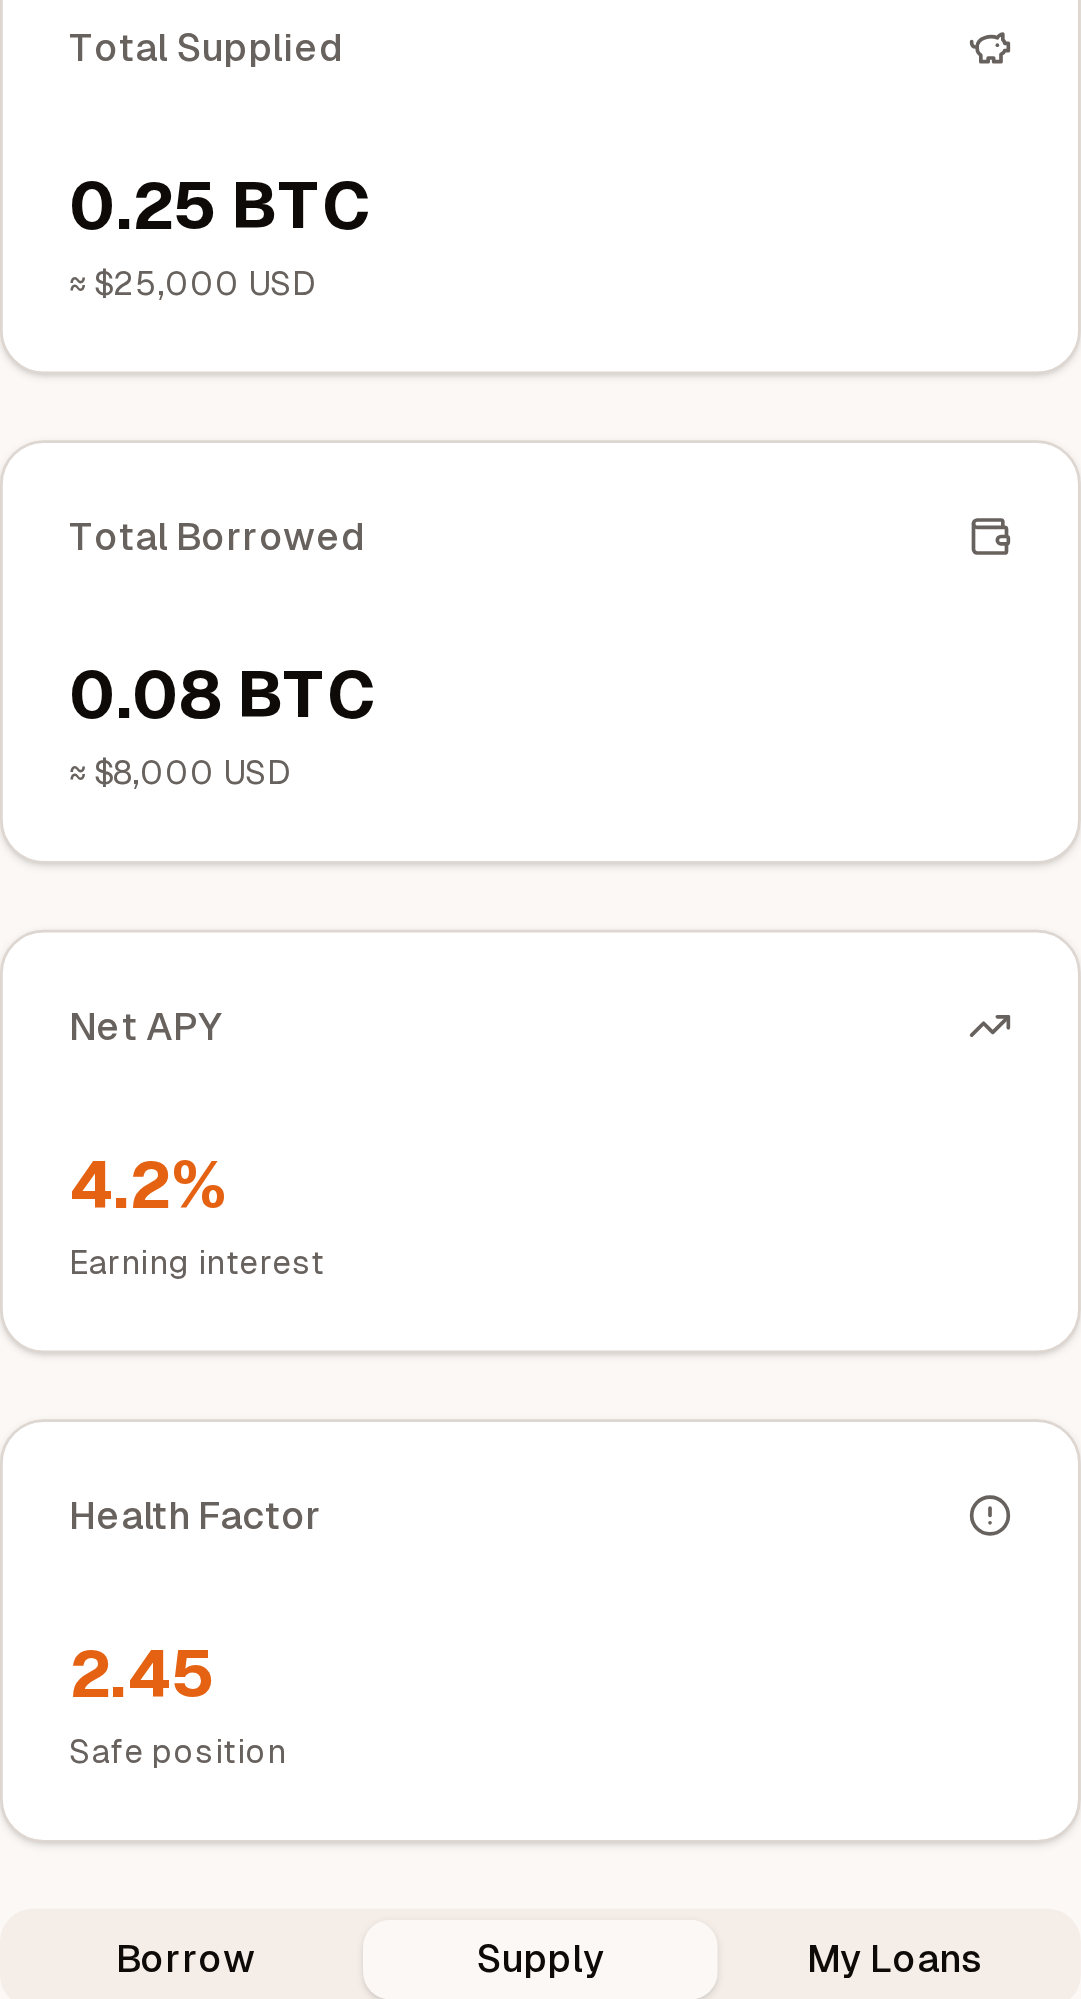 Total Supplied
0.25 BTC
≈ $25,000 USD
Total Borrowed
0.08 BTC
≈ $8,000 USD
Net APY
4.2%
Earning interest
Health Factor
2.45
Safe position
Borrow Supply My Loans